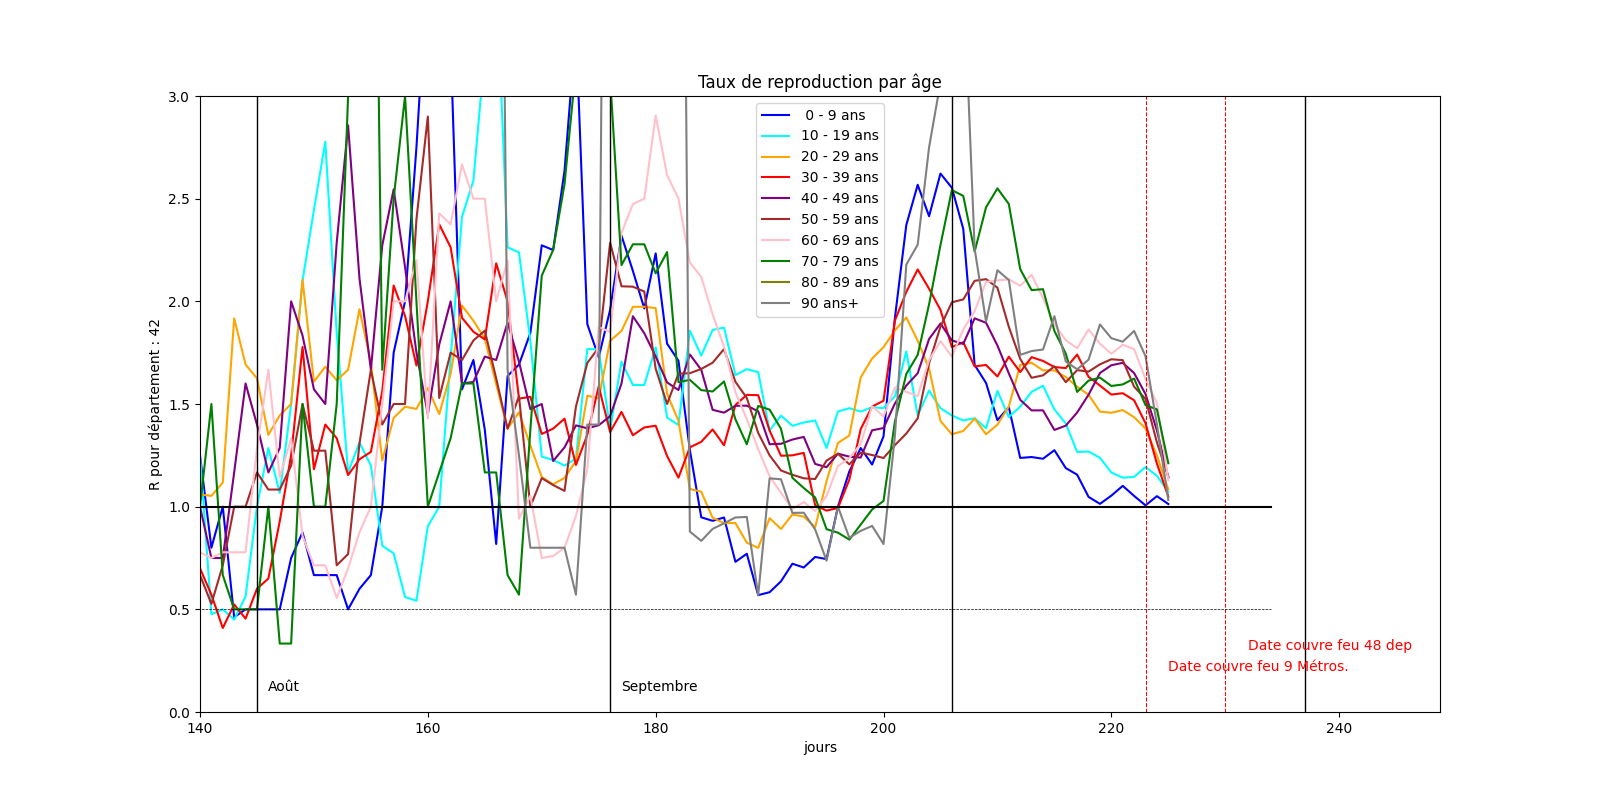 Taux de reproduction par âge
R pour département : 42
3.0
2.5
2.0
1.5
1.0
0.5
0.0
0 - 9 ans
10 - 19 ans
20 - 29 ans
30 - 39 ans
40 - 49 ans
50 - 59 ans
60 - 69 ans
70 - 79 ans
80 - 89 ans
90 ans+
Date couvre feu 48 dep
Date couvre feu 9 Métros.
Août
Septembre
140
160
180
200
220
240
jours